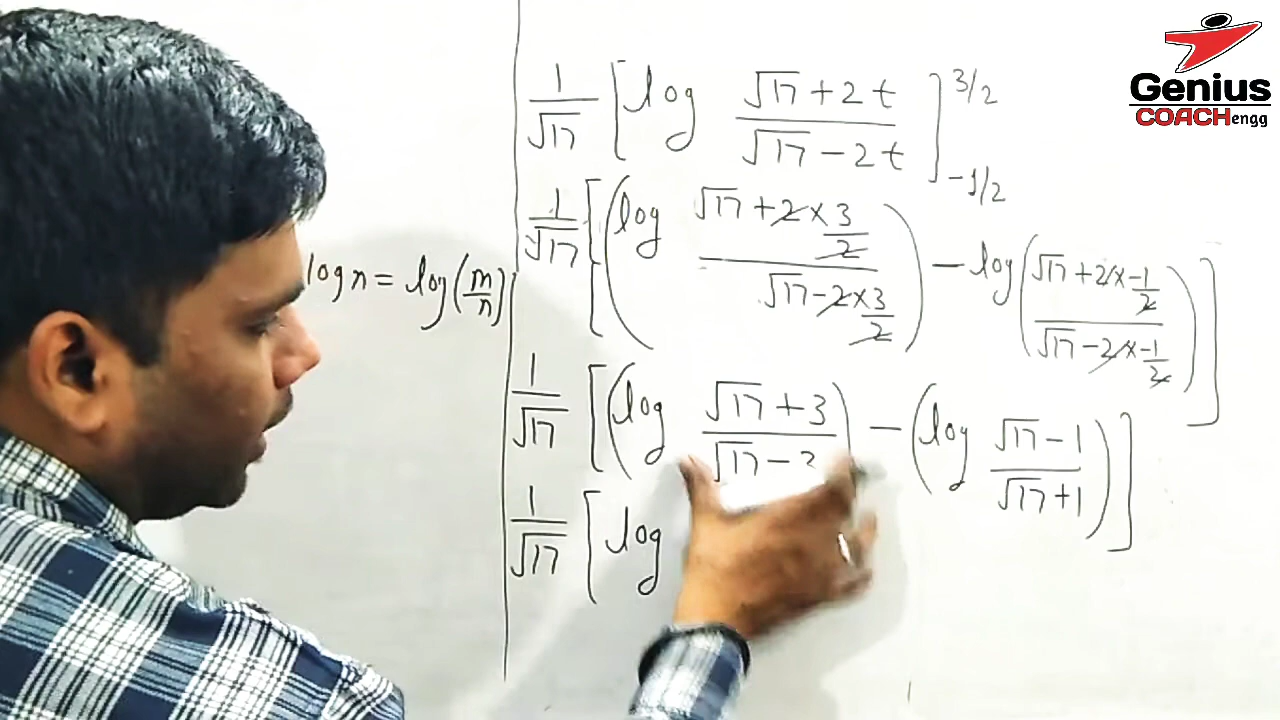 Genius
COACHengg
1/√17 [log (√17 + 2t)/(√17 - 2t)]_{-1/2}^{3/2}
1/√17 [(log (√17 + 2 × 3/2)/(√17 - 2 × 3/2)) - log ((√17 + 2 × -1/2)/(√17 - 2 × -1/2))]
log n = log (m/n)
1/√17 [(log (√17 + 3)/(√17 - 3)) - (log (√17 - 1)/(√17 + 1))]
1/√17 [log